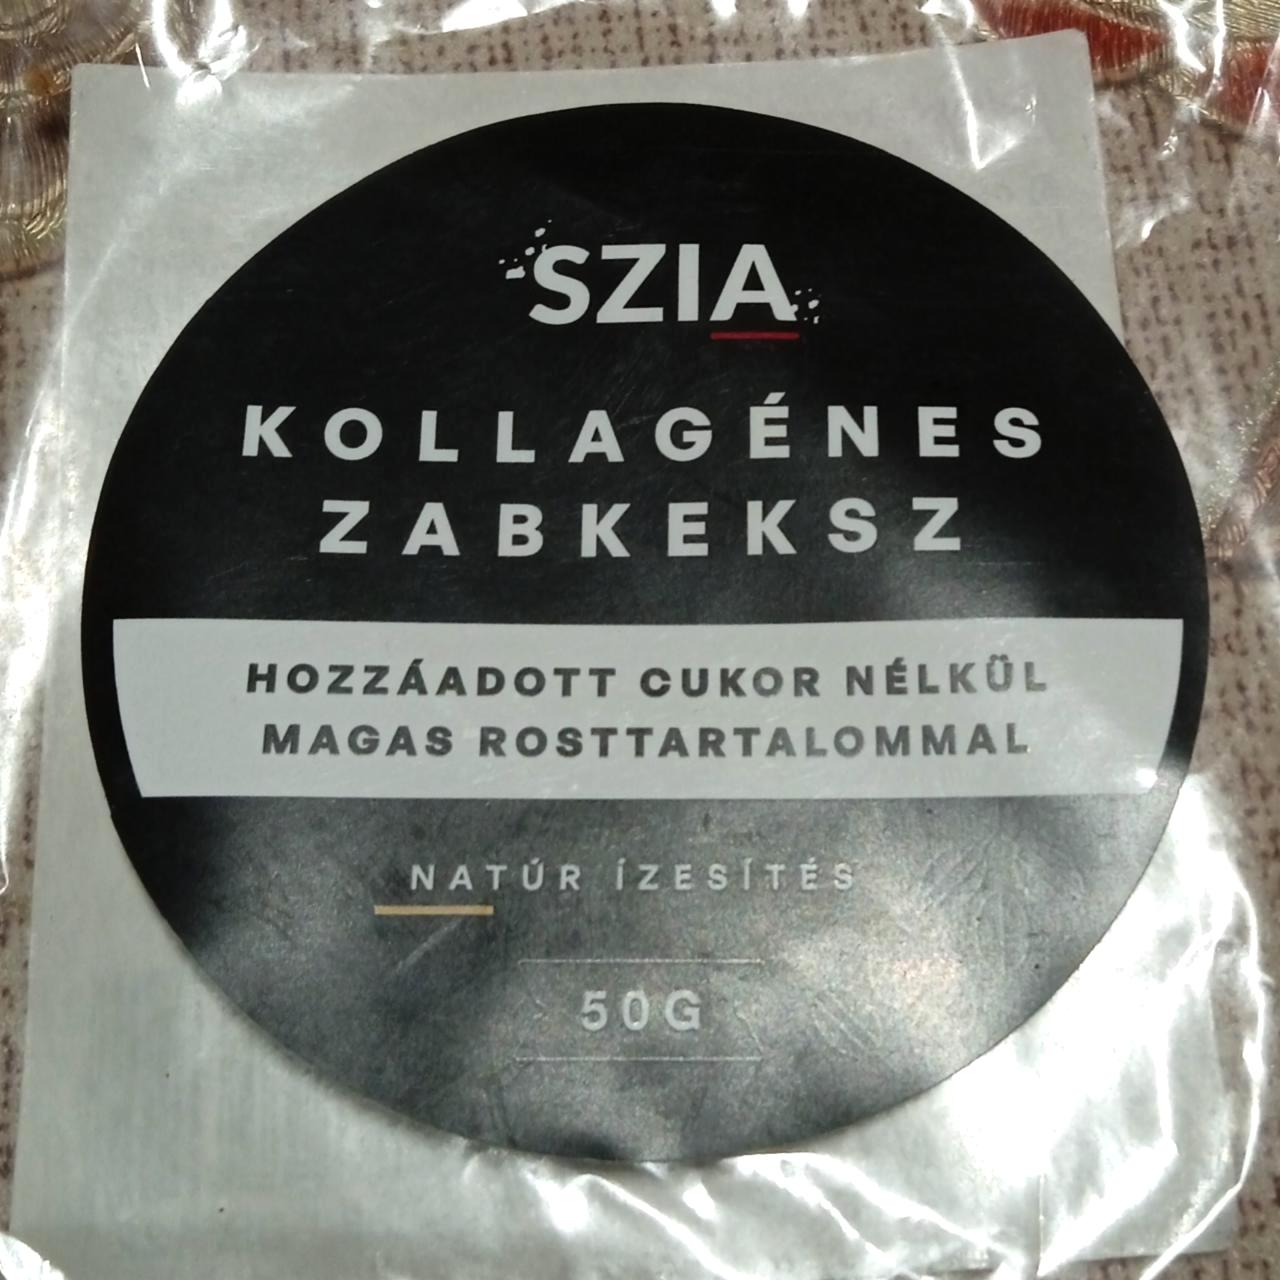 SZIA
KOLLAGÉNES
ZABKEKSZ
HOZZÁADOTT CUKOR NÉLKÜL
MAGAS ROSTTARTALOMMAL
NATÚR ÍZESÍTÉS
50G